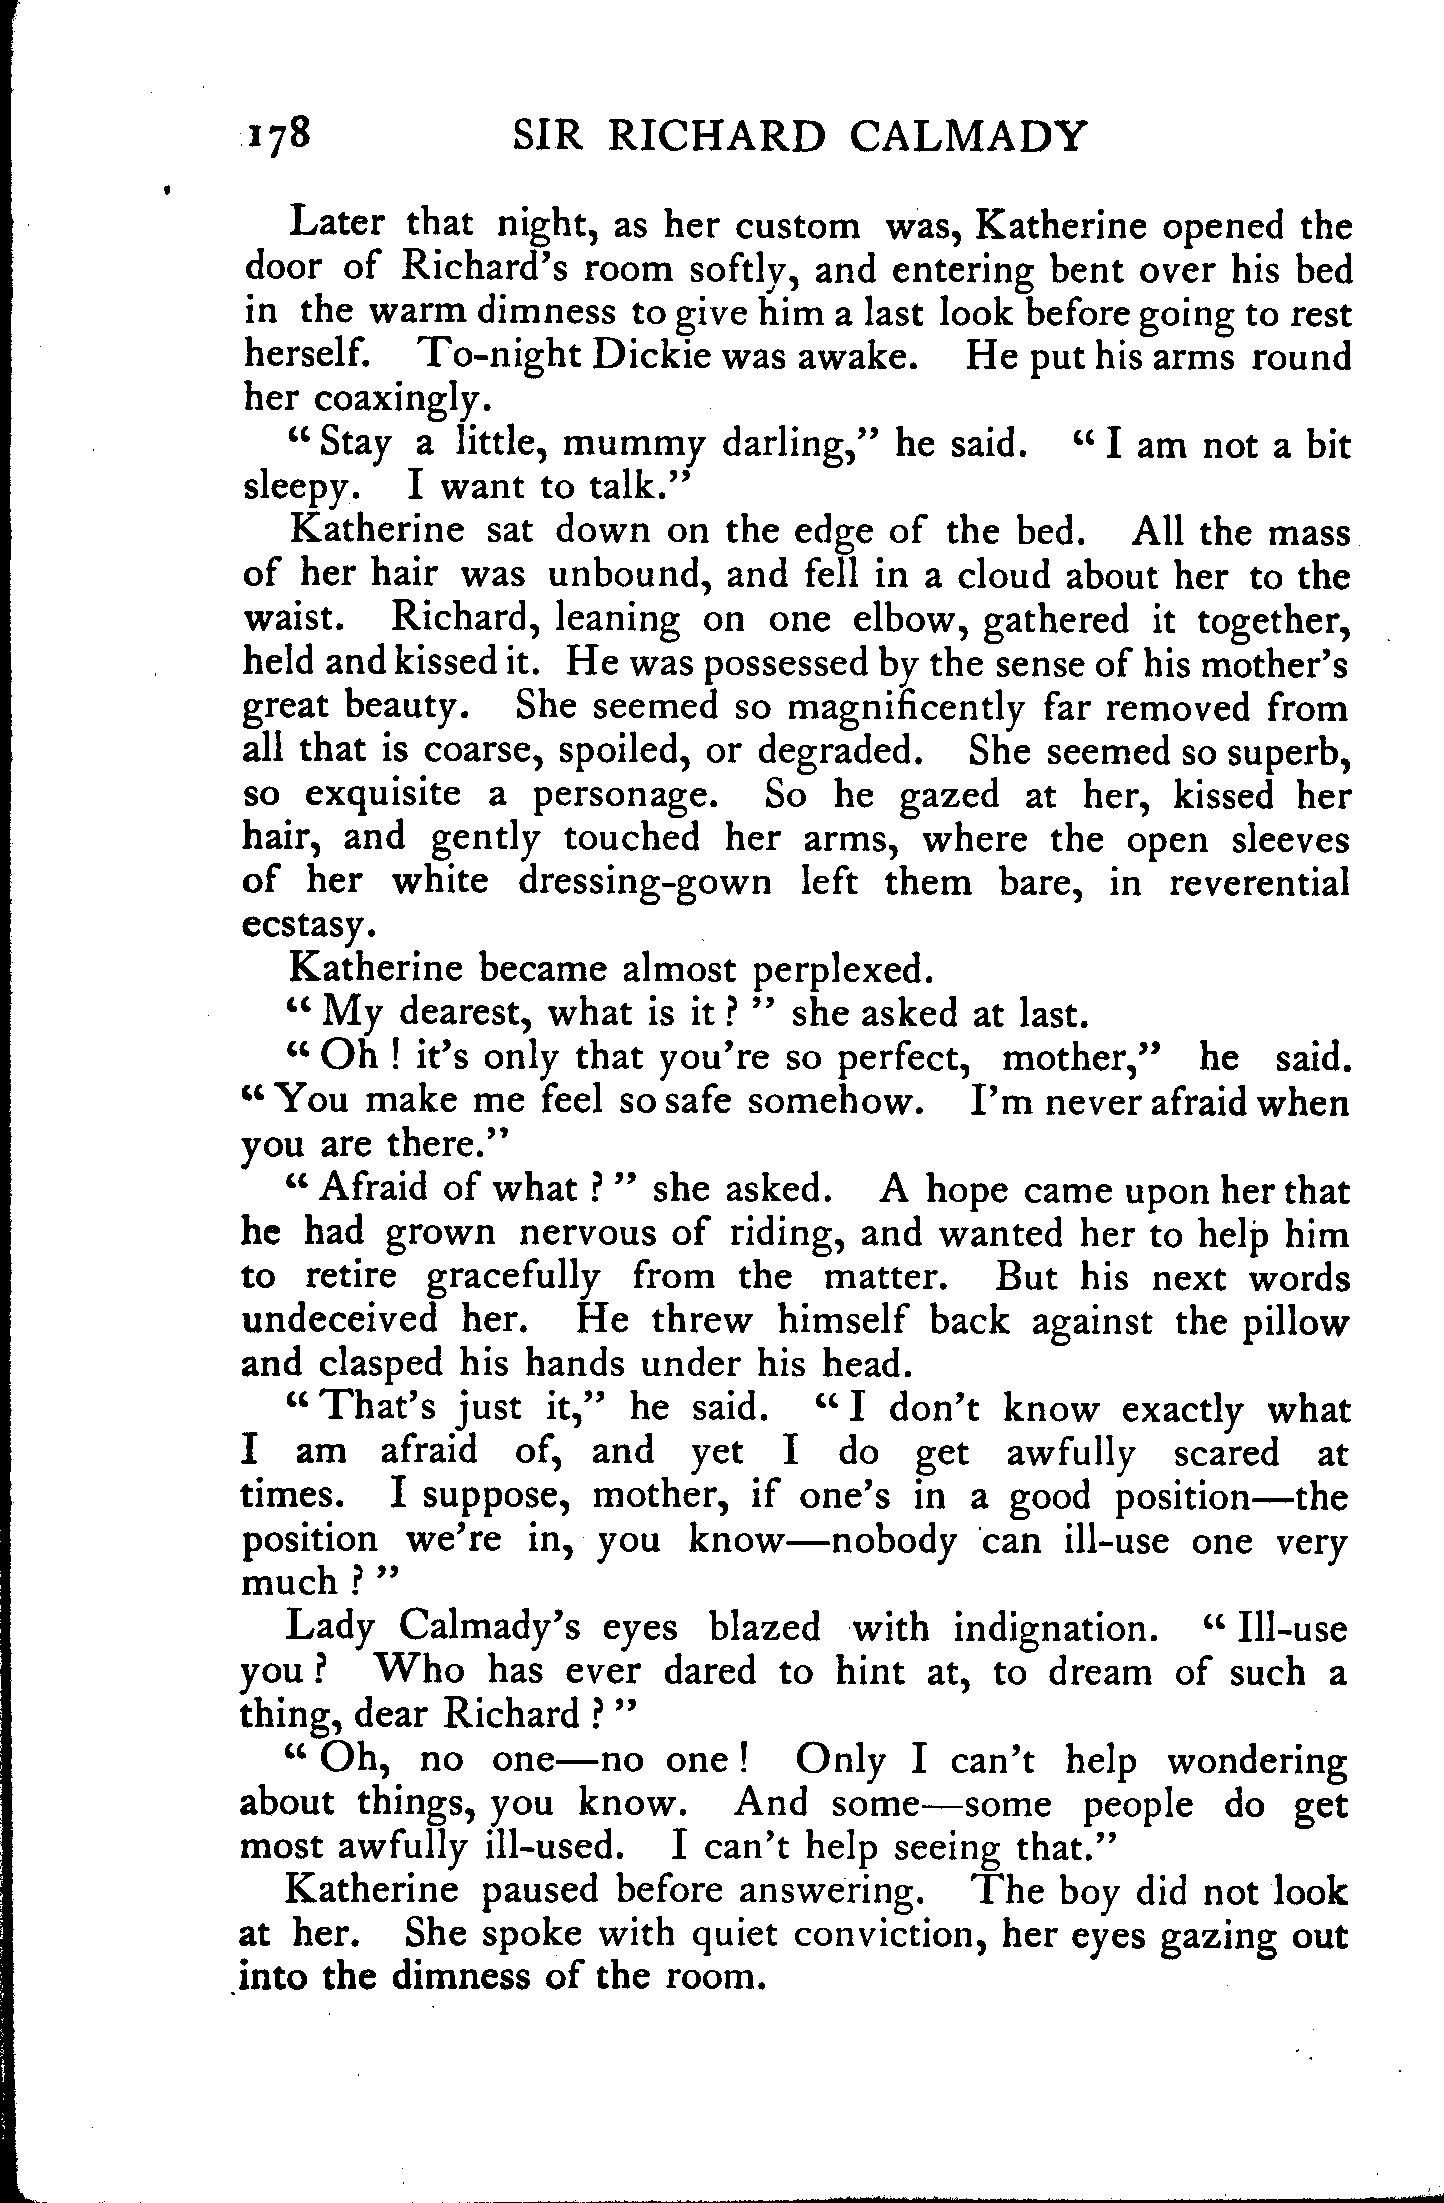 178 SIR RICHARD CALMADY
Later that night, as her custom was, Katherine opened the
door of Richard's room softly, and entering bent over his bed
in the warm dimness to give him a last look before going to rest
herself. To-night Dickie was awake. He put his arms round
her coaxingly.
“Stay a little, mummy darling,” he said. “I am not a bit
sleepy. I want to talk.”
Katherine sat down on the edge of the bed. All the mass
of her hair was unbound, and fell in a cloud about her to the
waist. Richard, leaning on one elbow, gathered it together,
held and kissed it. He was possessed by the sense of his mother's
great beauty. She seemed so magnificently far removed from
all that is coarse, spoiled, or degraded. She seemed so superb,
so exquisite a personage. So he gazed at her, kissed her
hair, and gently touched her arms, where the open sleeves
of her white dressing-gown left them bare, in reverential
ecstasy.
Katherine became almost perplexed.
“My dearest, what is it?” she asked at last.
“Oh! it's only that you're so perfect, mother,” he said.
“You make me feel so safe somehow. I'm never afraid when
you are there.”
“Afraid of what?” she asked. A hope came upon her that
he had grown nervous of riding, and wanted her to help him
to retire gracefully from the matter. But his next words
undeceived her. He threw himself back against the pillow
and clasped his hands under his head.
“That's just it,” he said. “I don't know exactly what
I am afraid of, and yet I do get awfully scared at
times. I suppose, mother, if one's in a good position—the
position we're in, you know—nobody can ill-use one very
much?”
Lady Calmady's eyes blazed with indignation. “Ill-use
you? Who has ever dared to hint at, to dream of such a
thing, dear Richard?”
“Oh, no one—no one! Only I can't help wondering
about things, you know. And some—some people do get
most awfully ill-used. I can't help seeing that.”
Katherine paused before answering. The boy did not look
at her. She spoke with quiet conviction, her eyes gazing out
into the dimness of the room.